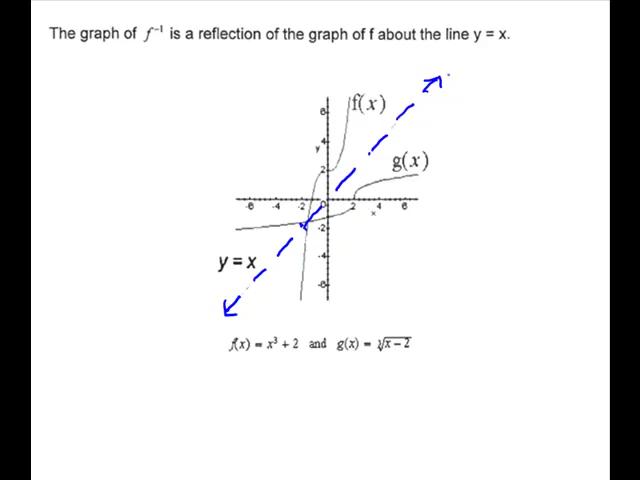 The graph of f⁻¹ is a reflection of the graph of f about the line y = x.
f(x)
6
4
y
g(x)
2
-6 -4 -2 0 2 4 6
x
-2
-4
y = x
-6
f(x) = x³ + 2 and g(x) = ∛x − 2